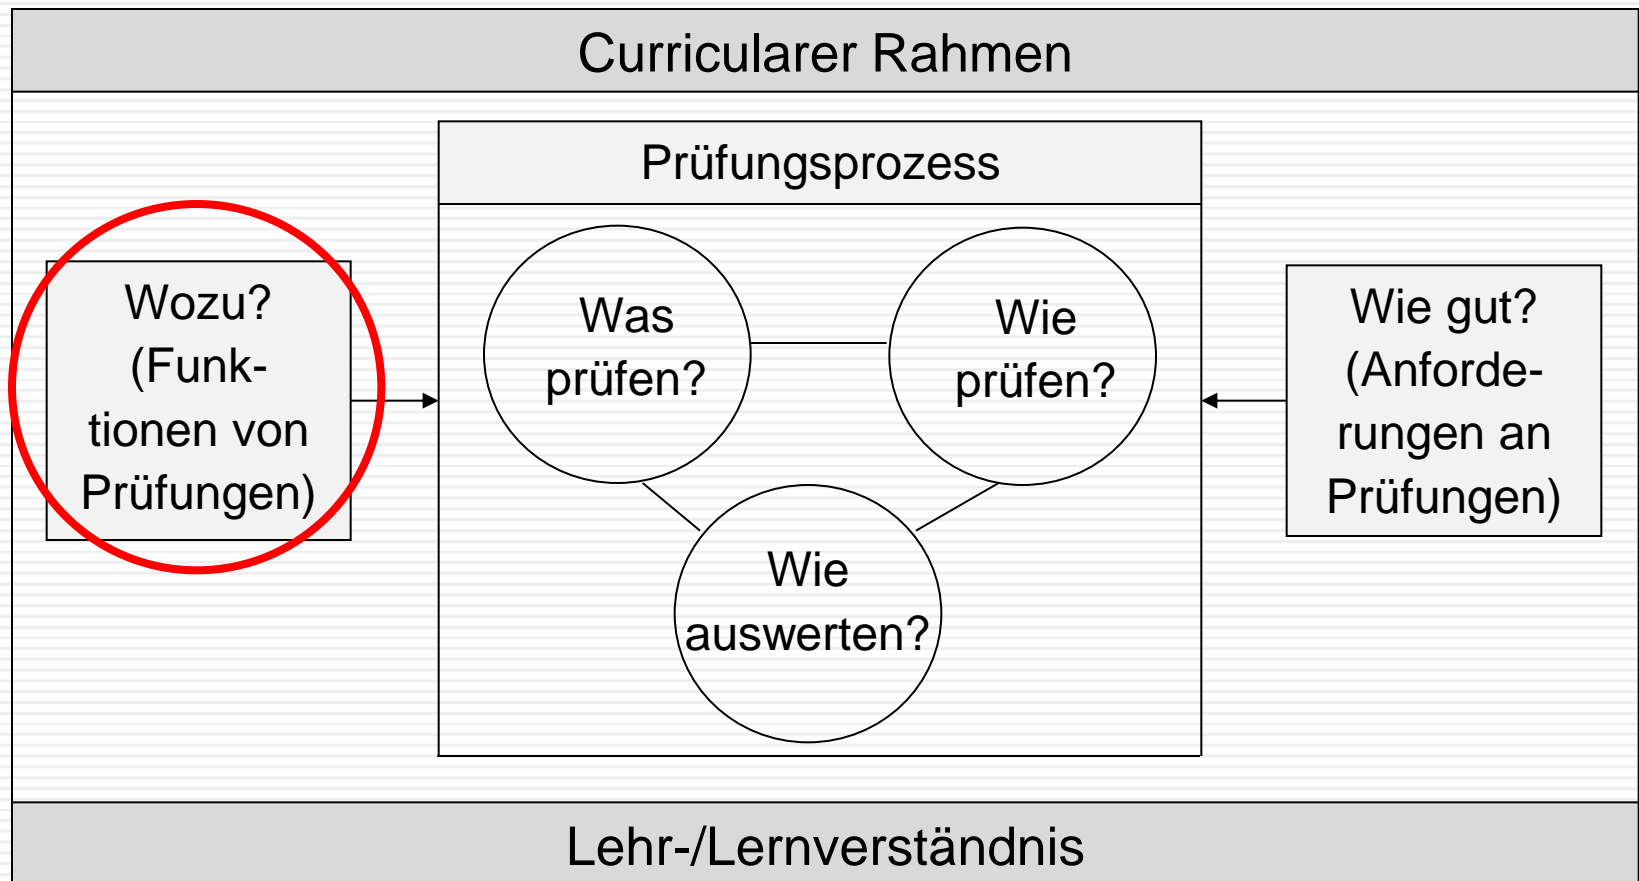 Curricularer Rahmen
Prüfungsprozess
Wozu?
(Funk-
tionen von
Prüfungen)
Was
prüfen?
Wie
prüfen?
Wie
auswerten?
Wie gut?
(Anforde-
rungen an
Prüfungen)
Lehr-/Lernverständnis